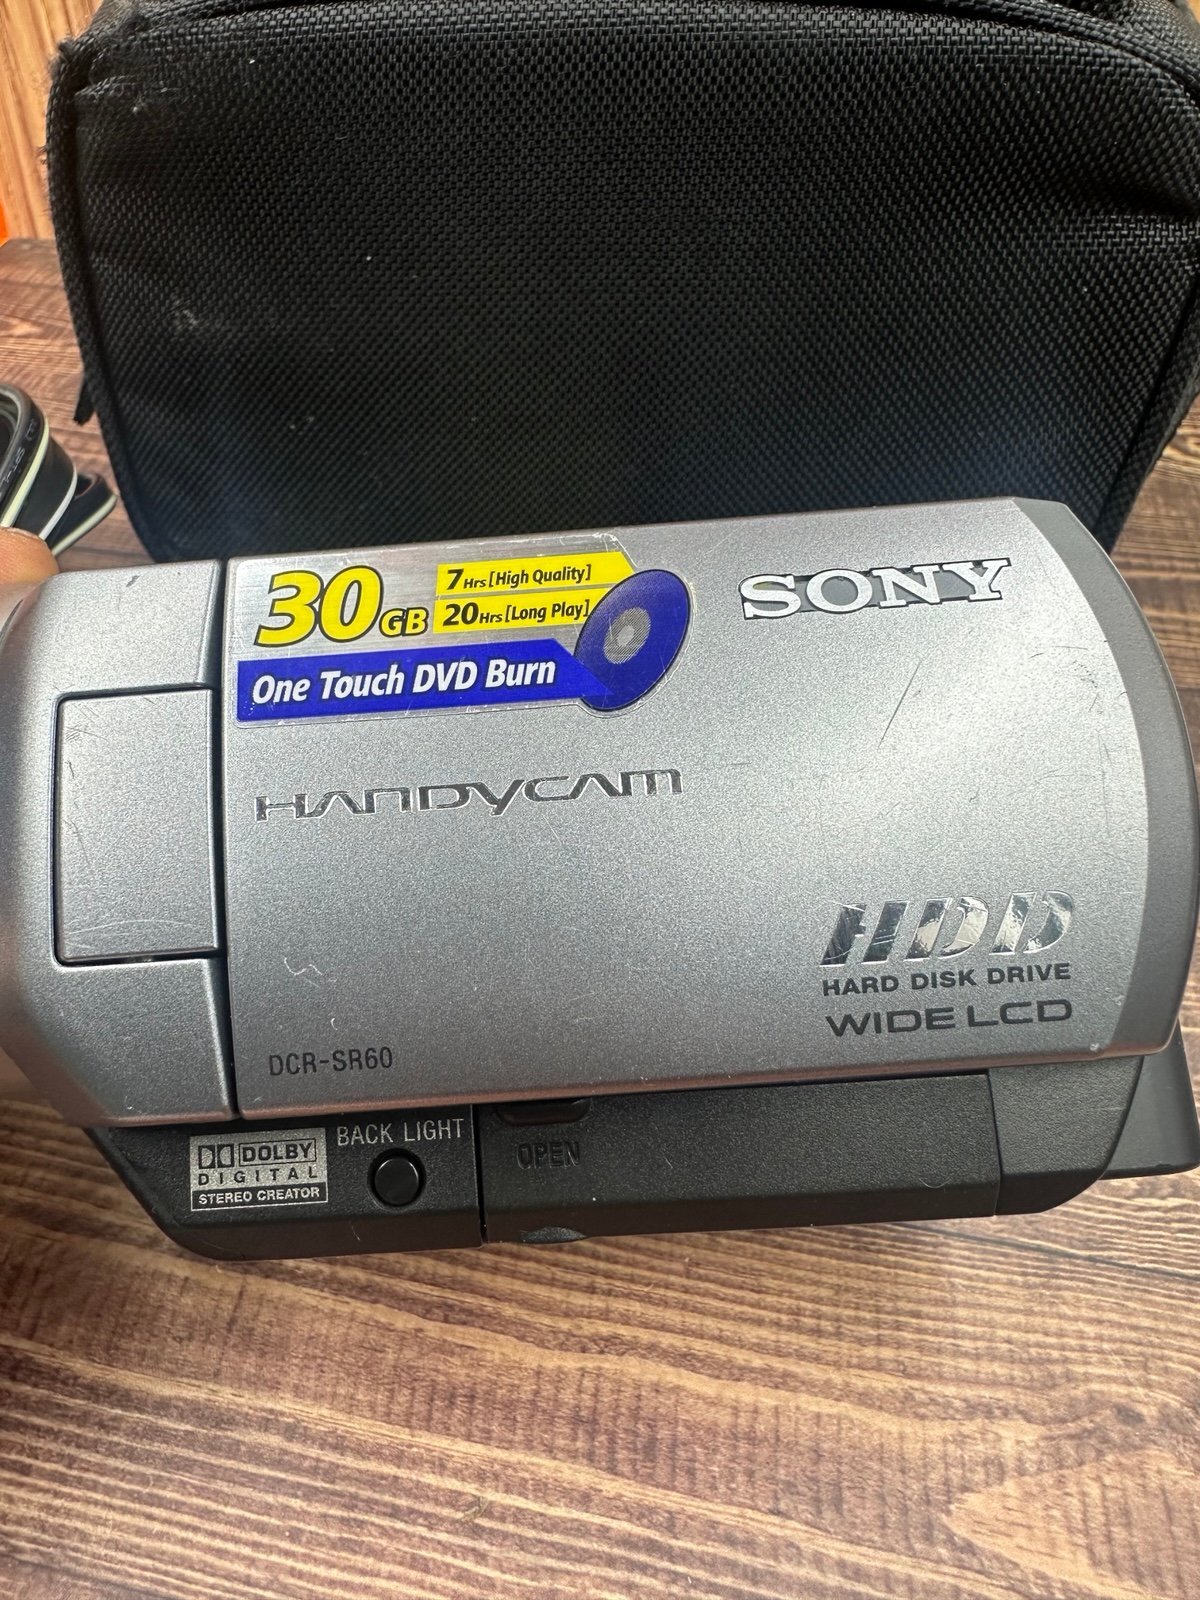 30GB
7Hrs[High Quality]
20Hrs[Long Play]
One Touch DVD Burn
SONY
HANDYCAM
HDD
HARD DISK DRIVE
WIDE LCD
DCR-SR60
DOLBY
DIGITAL
STEREO CREATOR
BACK LIGHT
OPEN